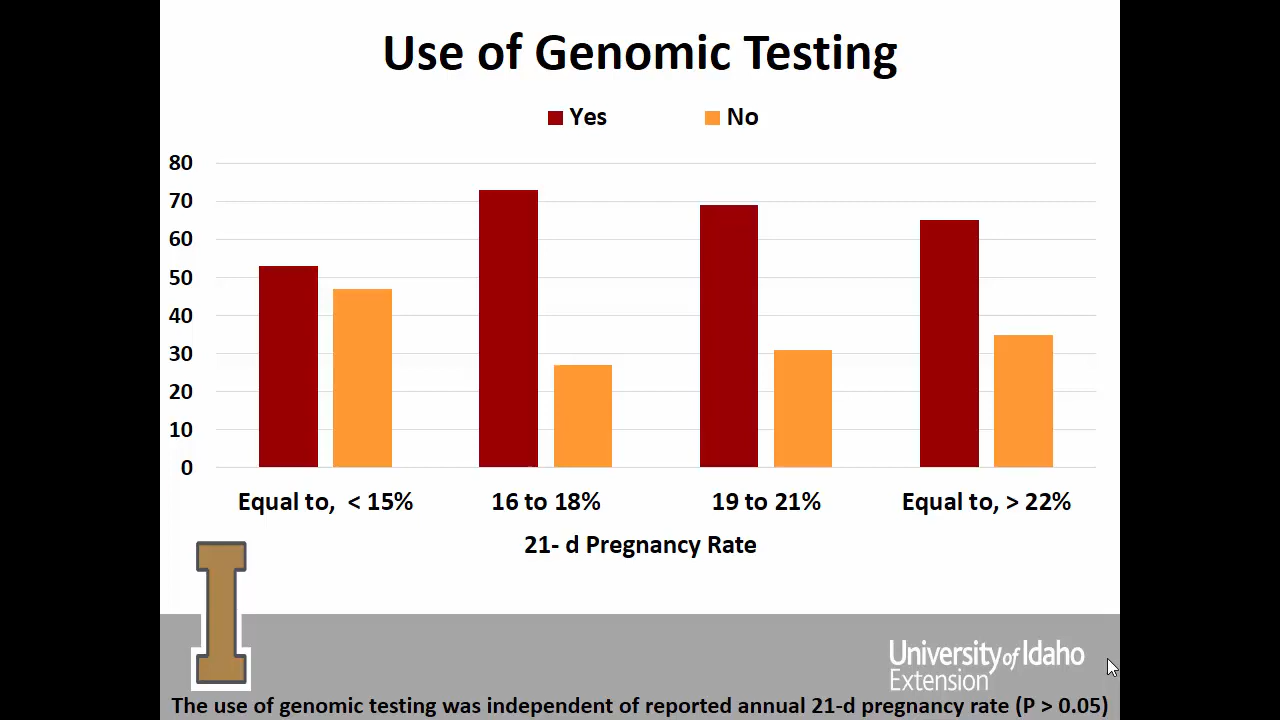 Use of Genomic Testing
Yes No
80
70
60
50
40
30
20
10
0
Equal to,  < 15% 16 to 18% 19 to 21% Equal to, > 22%
21- d Pregnancy Rate
I
University of Idaho
Extension
The use of genomic testing was independent of reported annual 21-d pregnancy rate (P > 0.05)